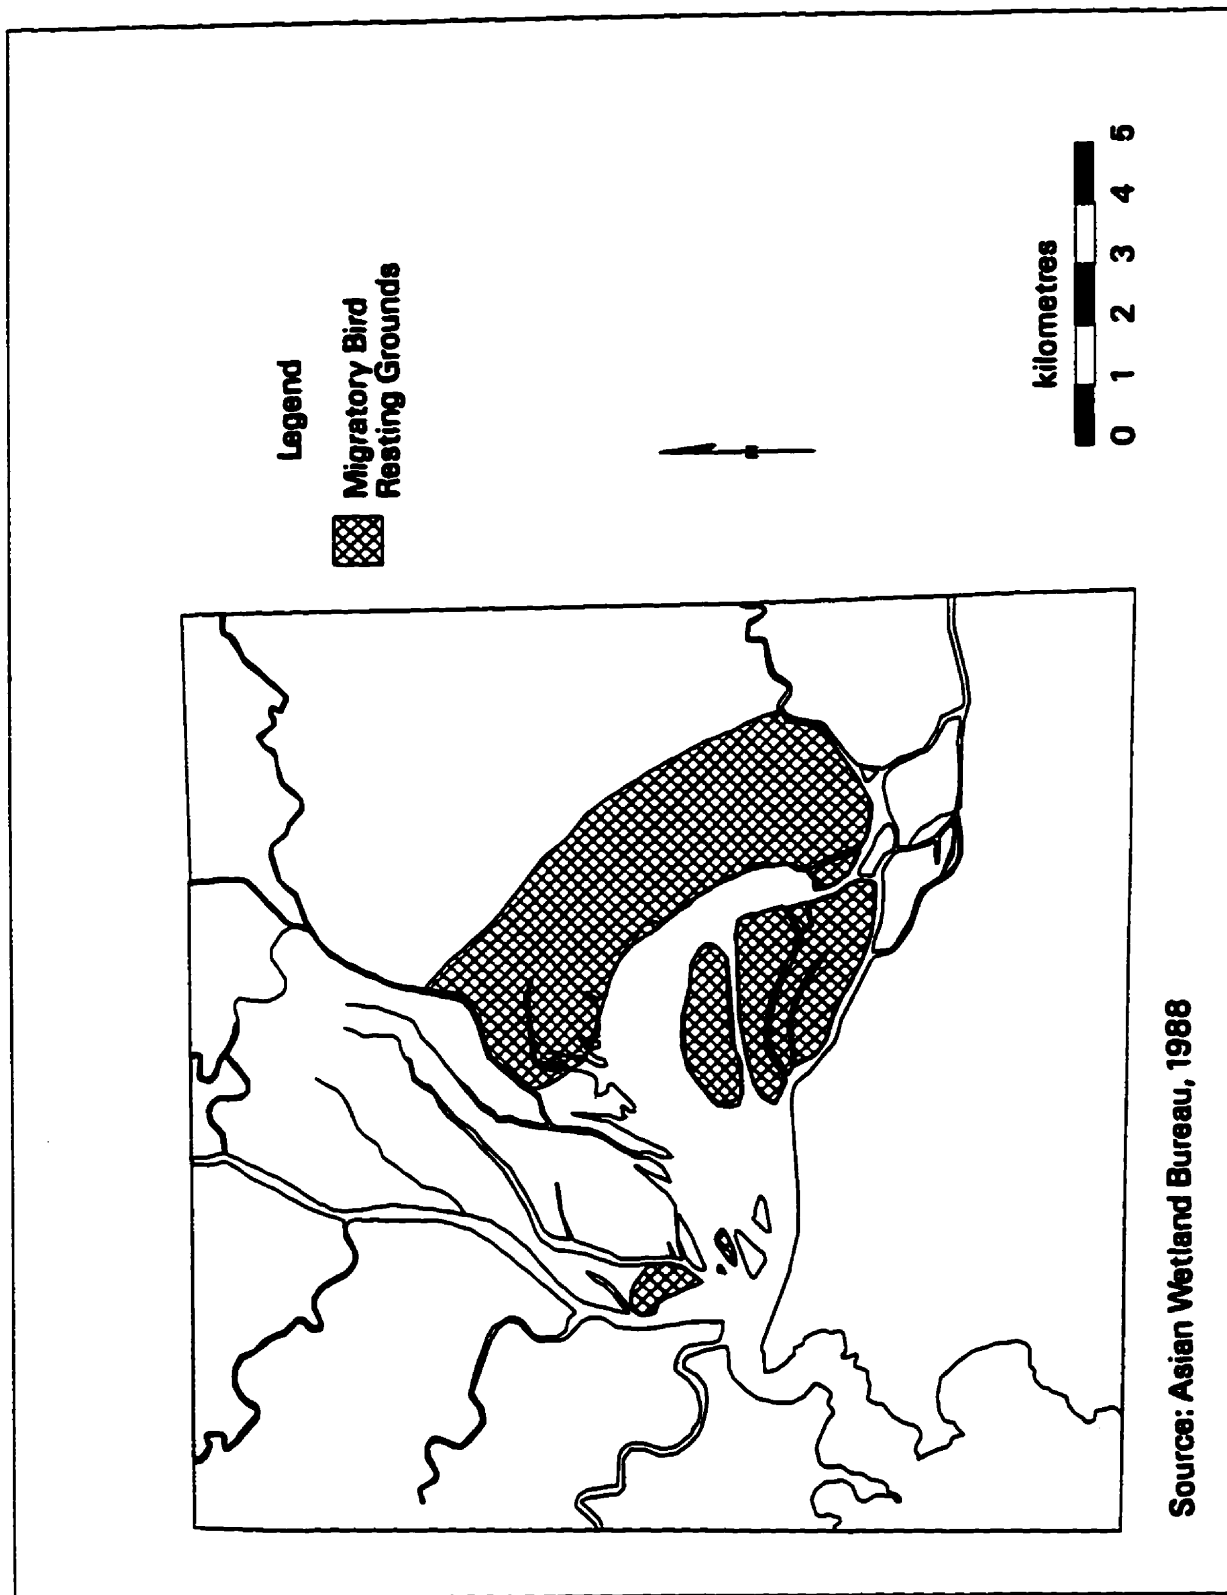 Legend
Migratory Bird
Resting Grounds
kilometres
0 1 2 3 4 5
Source: Asian Wetland Bureau, 1988